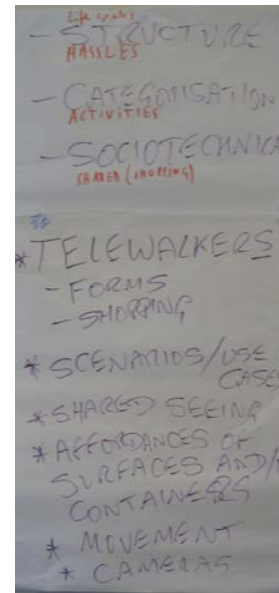 Life cycles
- STRUCTURE
HASSLES
- CATEGORISATION
ACTIVITIES
- SOCIOTECHNICA
SHARED (SHOPPING)
* TELEWALKERS
- FORMS
- SHOPPING
* SCENARIOS/USE
CASES
* SHARED SEEING
* AFFORDANCES OF
SURFACES AND/
CONTAINERS
* MOVEMENT
* CAMERAS